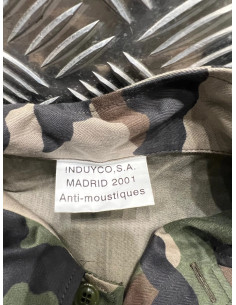 INDUYCO,S.A.
MADRID 2001
Anti-moustiques